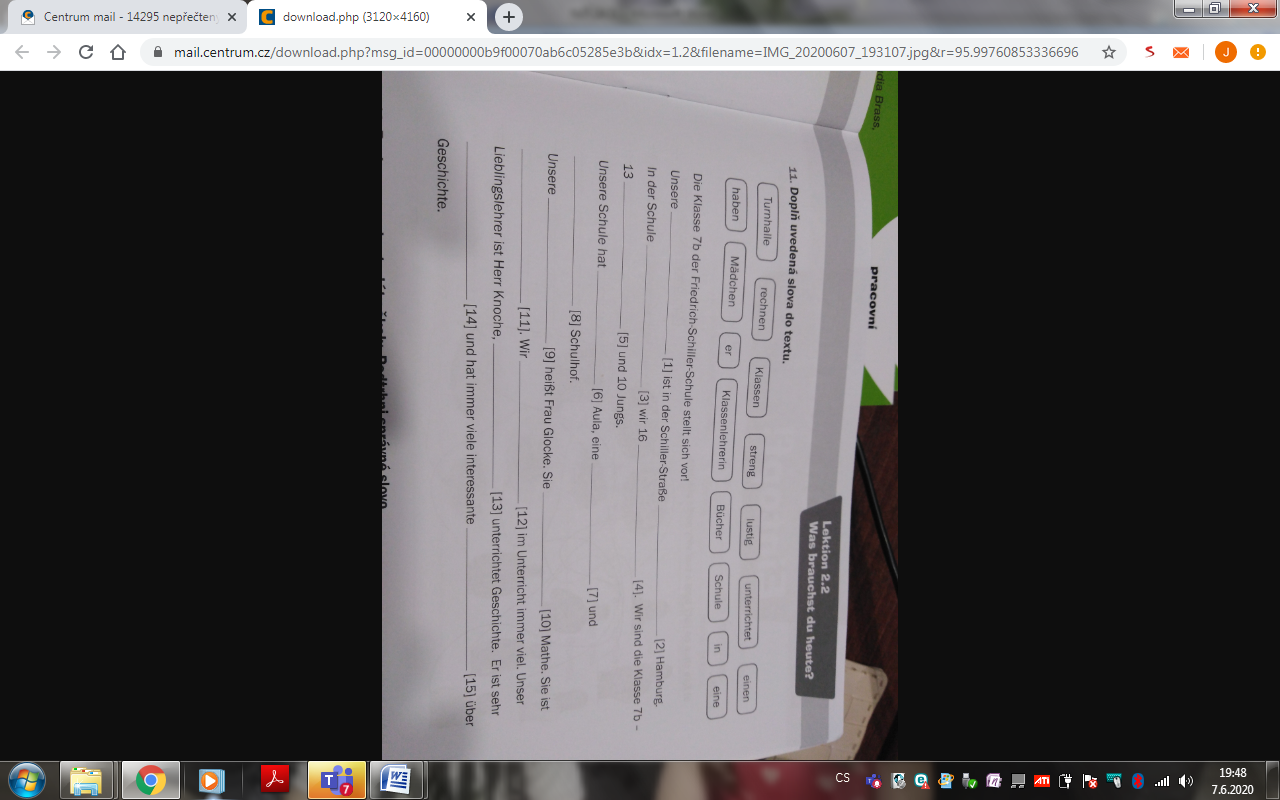 Centrum mail - 14295 nepřečten
download.php (3120×4160)
mail.centrum.cz/download.php?msg_id=00000000b9f00070ab6c05285e3b&idx=1.2&filename=IMG_20200607_193107.jpg&r=95.99760853336696
J
dia Brass,
pracovní
Lektion 2.2
Was brauchst du heute?
11. Doplň uvedená slova do textu.
Turnhalle rechnen Klassen streng lustig unterrichtet einen
haben Mädchen er Klassenlehrerin Bücher Schule in eine
Die Klasse 7b der Friedrich-Schiller-Schule stellt sich vor!
Unsere [1] ist in der Schiller-Straße [2] Hamburg.
In der Schule [3] wir 16 [4]. Wir sind die Klasse 7b –
13 [5] und 10 Jungs.
Unsere Schule hat [6] Aula, eine [7] und
[8] Schulhof.
Unsere [9] heißt Frau Glocke. Sie [10] Mathe. Sie ist
[11]. Wir [12] im Unterricht immer viel. Unser
Lieblingslehrer ist Herr Knoche, [13] unterrichtet Geschichte. Er ist sehr
[14] und hat immer viele interessante [15] über
Geschichte.
7
CS
19:48
7.6.2020